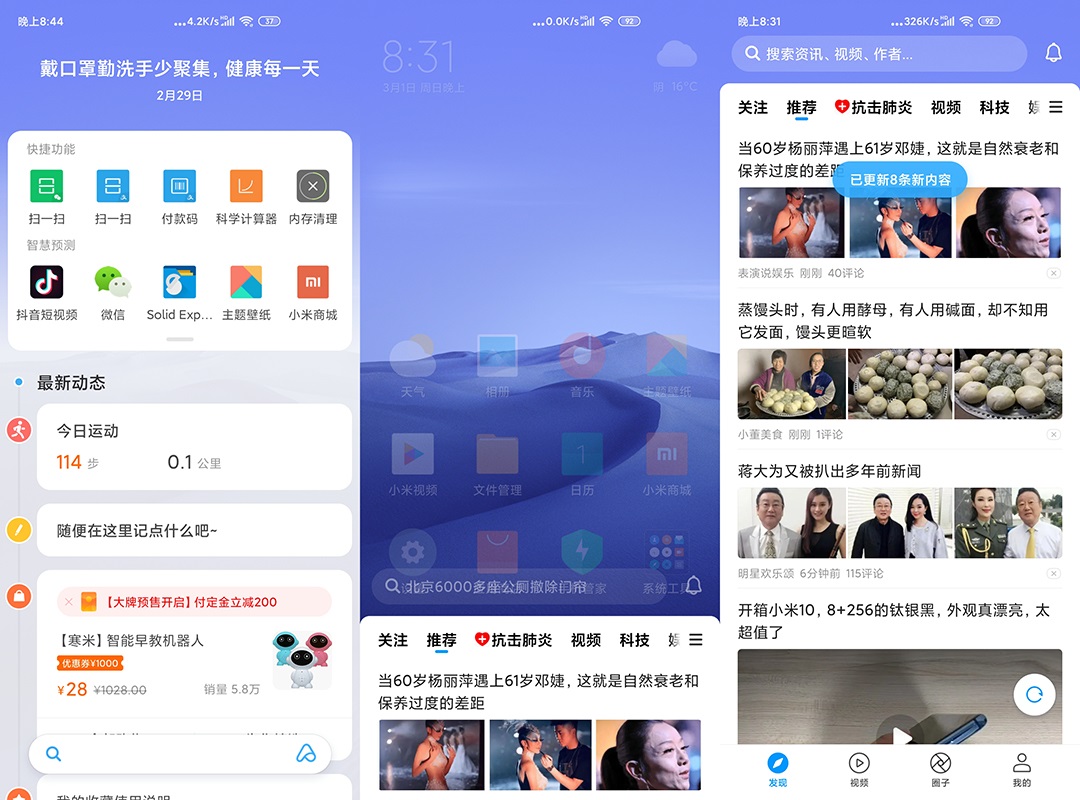 晚上8:44
...4.2K/s
37
戴口罩勤洗手少聚集，健康每一天
2月29日
快捷功能
扫一扫
扫一扫
付款码
科学计算器
内存清理
智慧预测
抖音短视频
微信
Solid Exp...
主题壁纸
小米商城
最新动态
今日运动
114 步
0.1 公里
随便在这里记点什么吧~
【大牌预售开启】付定金立减200
【寒米】智能早教机器人
优惠券¥1000
¥28 ¥1028.00
销量 5.8万
我的收藏使用说明
...0.0K/s
92
8:31
3月1日 周日晚上
阴 16°C
天气
相册
音乐
主题壁纸
小米视频
文件管理
1
日历
mi
小米商城
北京6000多座公厕撤除门帘
系统工具
关注
推荐
抗击肺炎
视频
科技
当60岁杨丽萍遇上61岁邓婕，这就是自然衰老和
保养过度的差距
晚上8:31
...326K/s
92
搜索资讯、视频、作者...
关注
推荐
抗击肺炎
视频
科技
当60岁杨丽萍遇上61岁邓婕，这就是自然衰老和
保养过度的差距
已更新8条新内容
表演说娱乐 刚刚 40评论
蒸馒头时，有人用酵母，有人用碱面，却不知用
它发面，馒头更暄软
小董美食 刚刚 1评论
蒋大为又被扒出多年前新闻
明星欢乐颂 6分钟前 115评论
开箱小米10，8+256的钛银黑，外观真漂亮，太
超值了
发现
视频
圈子
我的